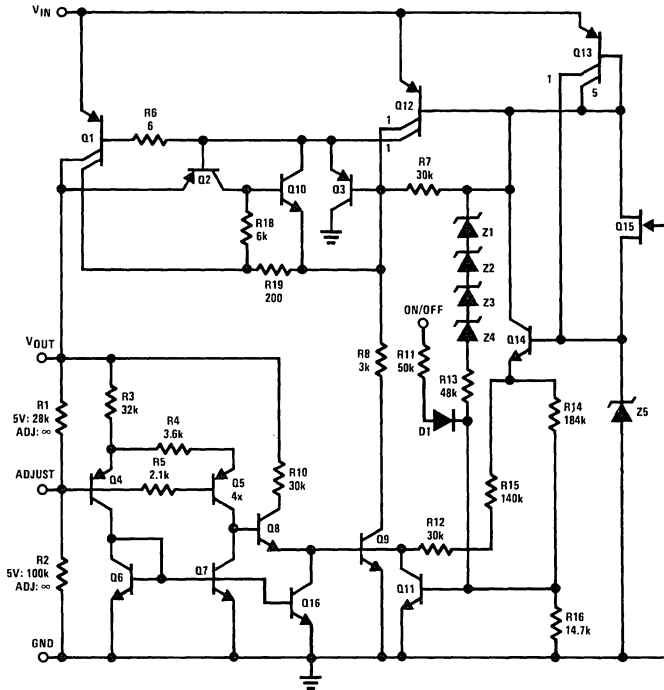 VIN
Q13
1
5
Q12
1
1
R6
6
Q1
Q2
Q10
Q3
R7
30k
Q15
R18
6k
Z1
Z2
Z3
Z4
R19
200
ON/OFF
Q14
VOUT
R8
3k
R11
50k
R13
48k
R3
32k
R1
5V: 28k
ADJ: ∞
R4
3.6k
D1
R14
184k
Z5
R5
2.1k
R10
30k
ADJUST
Q4
Q5
4x
R15
140k
Q8
Q9
R12
30k
R2
5V: 100k
ADJ: ∞
Q6
Q7
Q16
Q11
R16
14.7k
GND